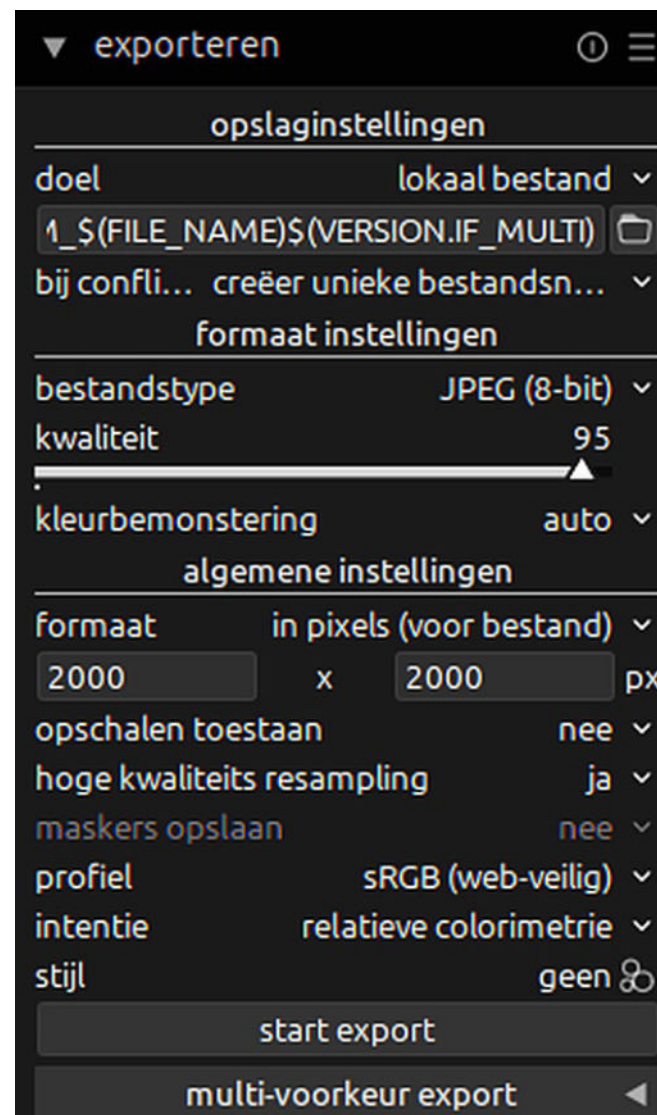 exporteren
opslaginstellingen
doel lokaal bestand
_$(FILE_NAME)$(VERSION.IF_MULTI)
bij confli... creëer unieke bestandsn...
formaat instellingen
bestandstype JPEG (8-bit)
kwaliteit 95
kleurbemonstering auto
algemene instellingen
formaat in pixels (voor bestand)
2000 x 2000 px
opschalen toestaan nee
hoge kwaliteits resampling ja
maskers opslaan nee
profiel sRGB (web-veilig)
intentie relatieve colorimetrie
stijl geen
start export
multi-voorkeur export